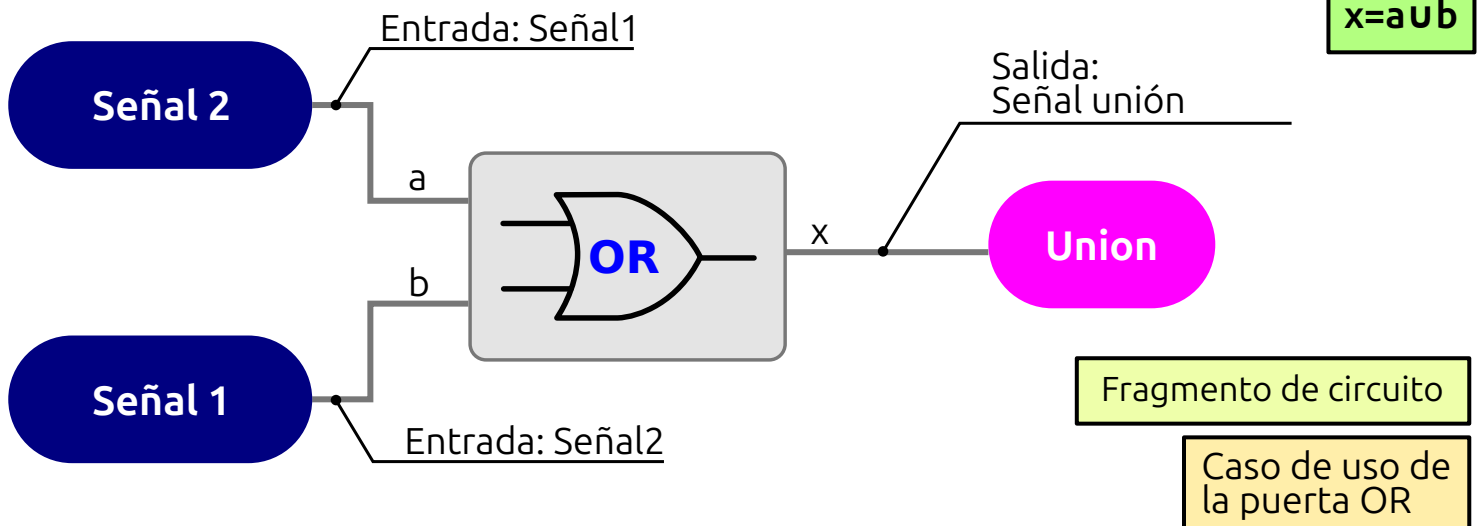 x=a∪b
Entrada: Señal1
Salida:
Señal unión
Señal 2
a
OR
x
Union
b
Señal 1
Entrada: Señal2
Fragmento de circuito
Caso de uso de
la puerta OR